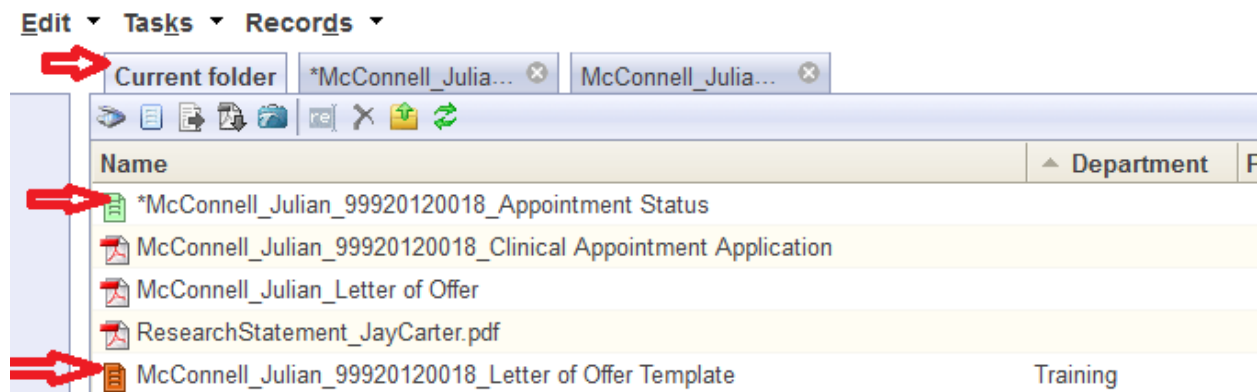 Edit Tasks Records
Current folder *McConnell_Julia... McConnell_Julia...
Name Department
*McConnell_Julian_99920120018_Appointment Status
McConnell_Julian_99920120018_Clinical Appointment Application
McConnell_Julian_Letter of Offer
ResearchStatement_JayCarter.pdf
McConnell_Julian_99920120018_Letter of Offer Template Training